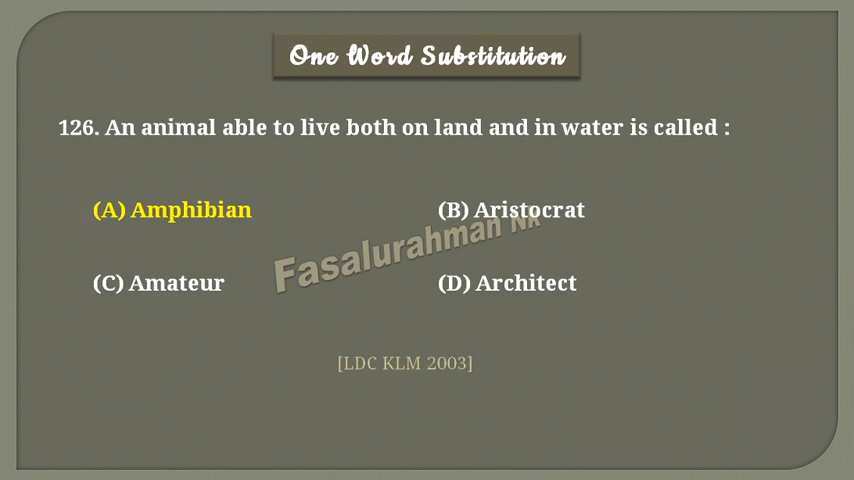 One Word Substitution
126. An animal able to live both on land and in water is called :
(A) Amphibian
(B) Aristocrat
(C) Amateur
(D) Architect
Fasalurahman Nk
[LDC KLM 2003]